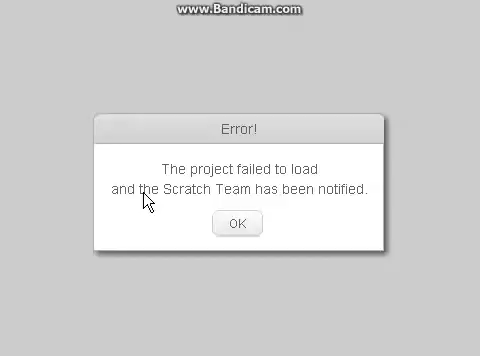 www.Bandicam.com
Error!
The project failed to load
and the Scratch Team has been notified.
OK